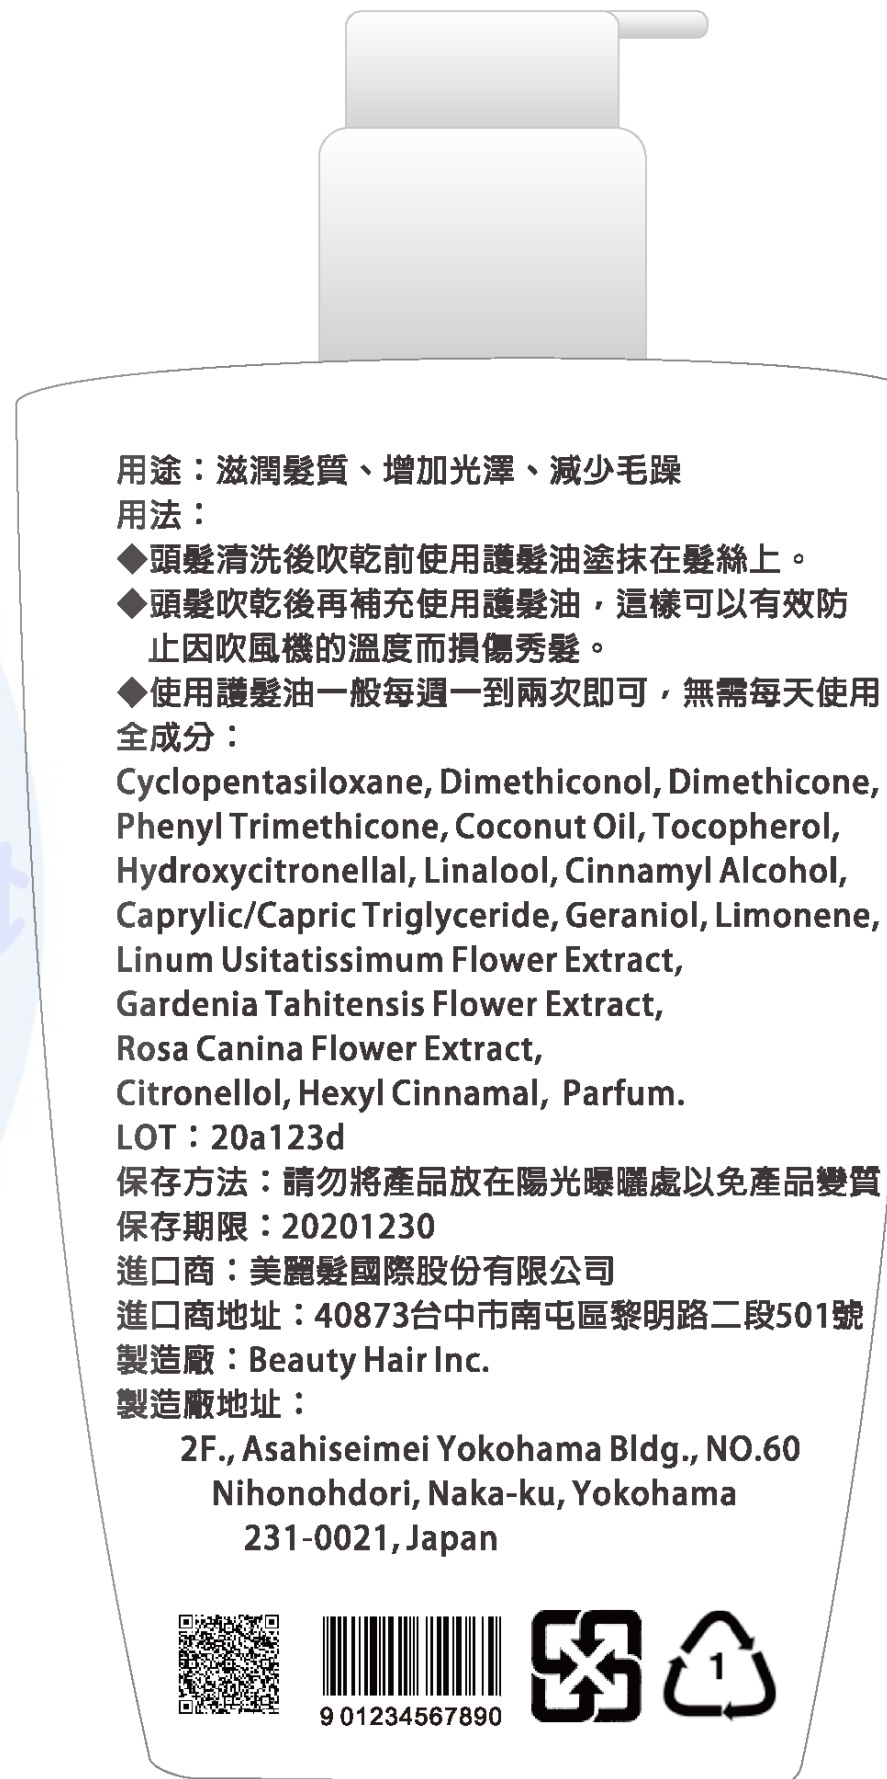 用途：滋潤髮質、增加光澤、減少毛躁
用法：
◆頭髮清洗後吹乾前使用護髮油塗抹在髮絲上。
◆頭髮吹乾後再補充使用護髮油，這樣可以有效防
止因吹風機的溫度而損傷秀髮。
◆使用護髮油一般每週一到兩次即可，無需每天使用
全成分：
Cyclopentasiloxane, Dimethiconol, Dimethicone,
Phenyl Trimethicone, Coconut Oil, Tocopherol,
Hydroxycitronellal, Linalool, Cinnamyl Alcohol,
Caprylic/Capric Triglyceride, Geraniol, Limonene,
Linum Usitatissimum Flower Extract,
Gardenia Tahitensis Flower Extract,
Rosa Canina Flower Extract,
Citronellol, Hexyl Cinnamal, Parfum.
LOT：20a123d
保存方法：請勿將產品放在陽光曝曬處以免產品變質
保存期限：20201230
進口商：美麗髮國際股份有限公司
進口商地址：40873台中市南屯區黎明路二段501號
製造廠：Beauty Hair Inc.
製造廠地址：
2F., Asahiseimei Yokohama Bldg., NO.60
Nihonohdori, Naka-ku, Yokohama
231-0021, Japan
9 01234567890
1